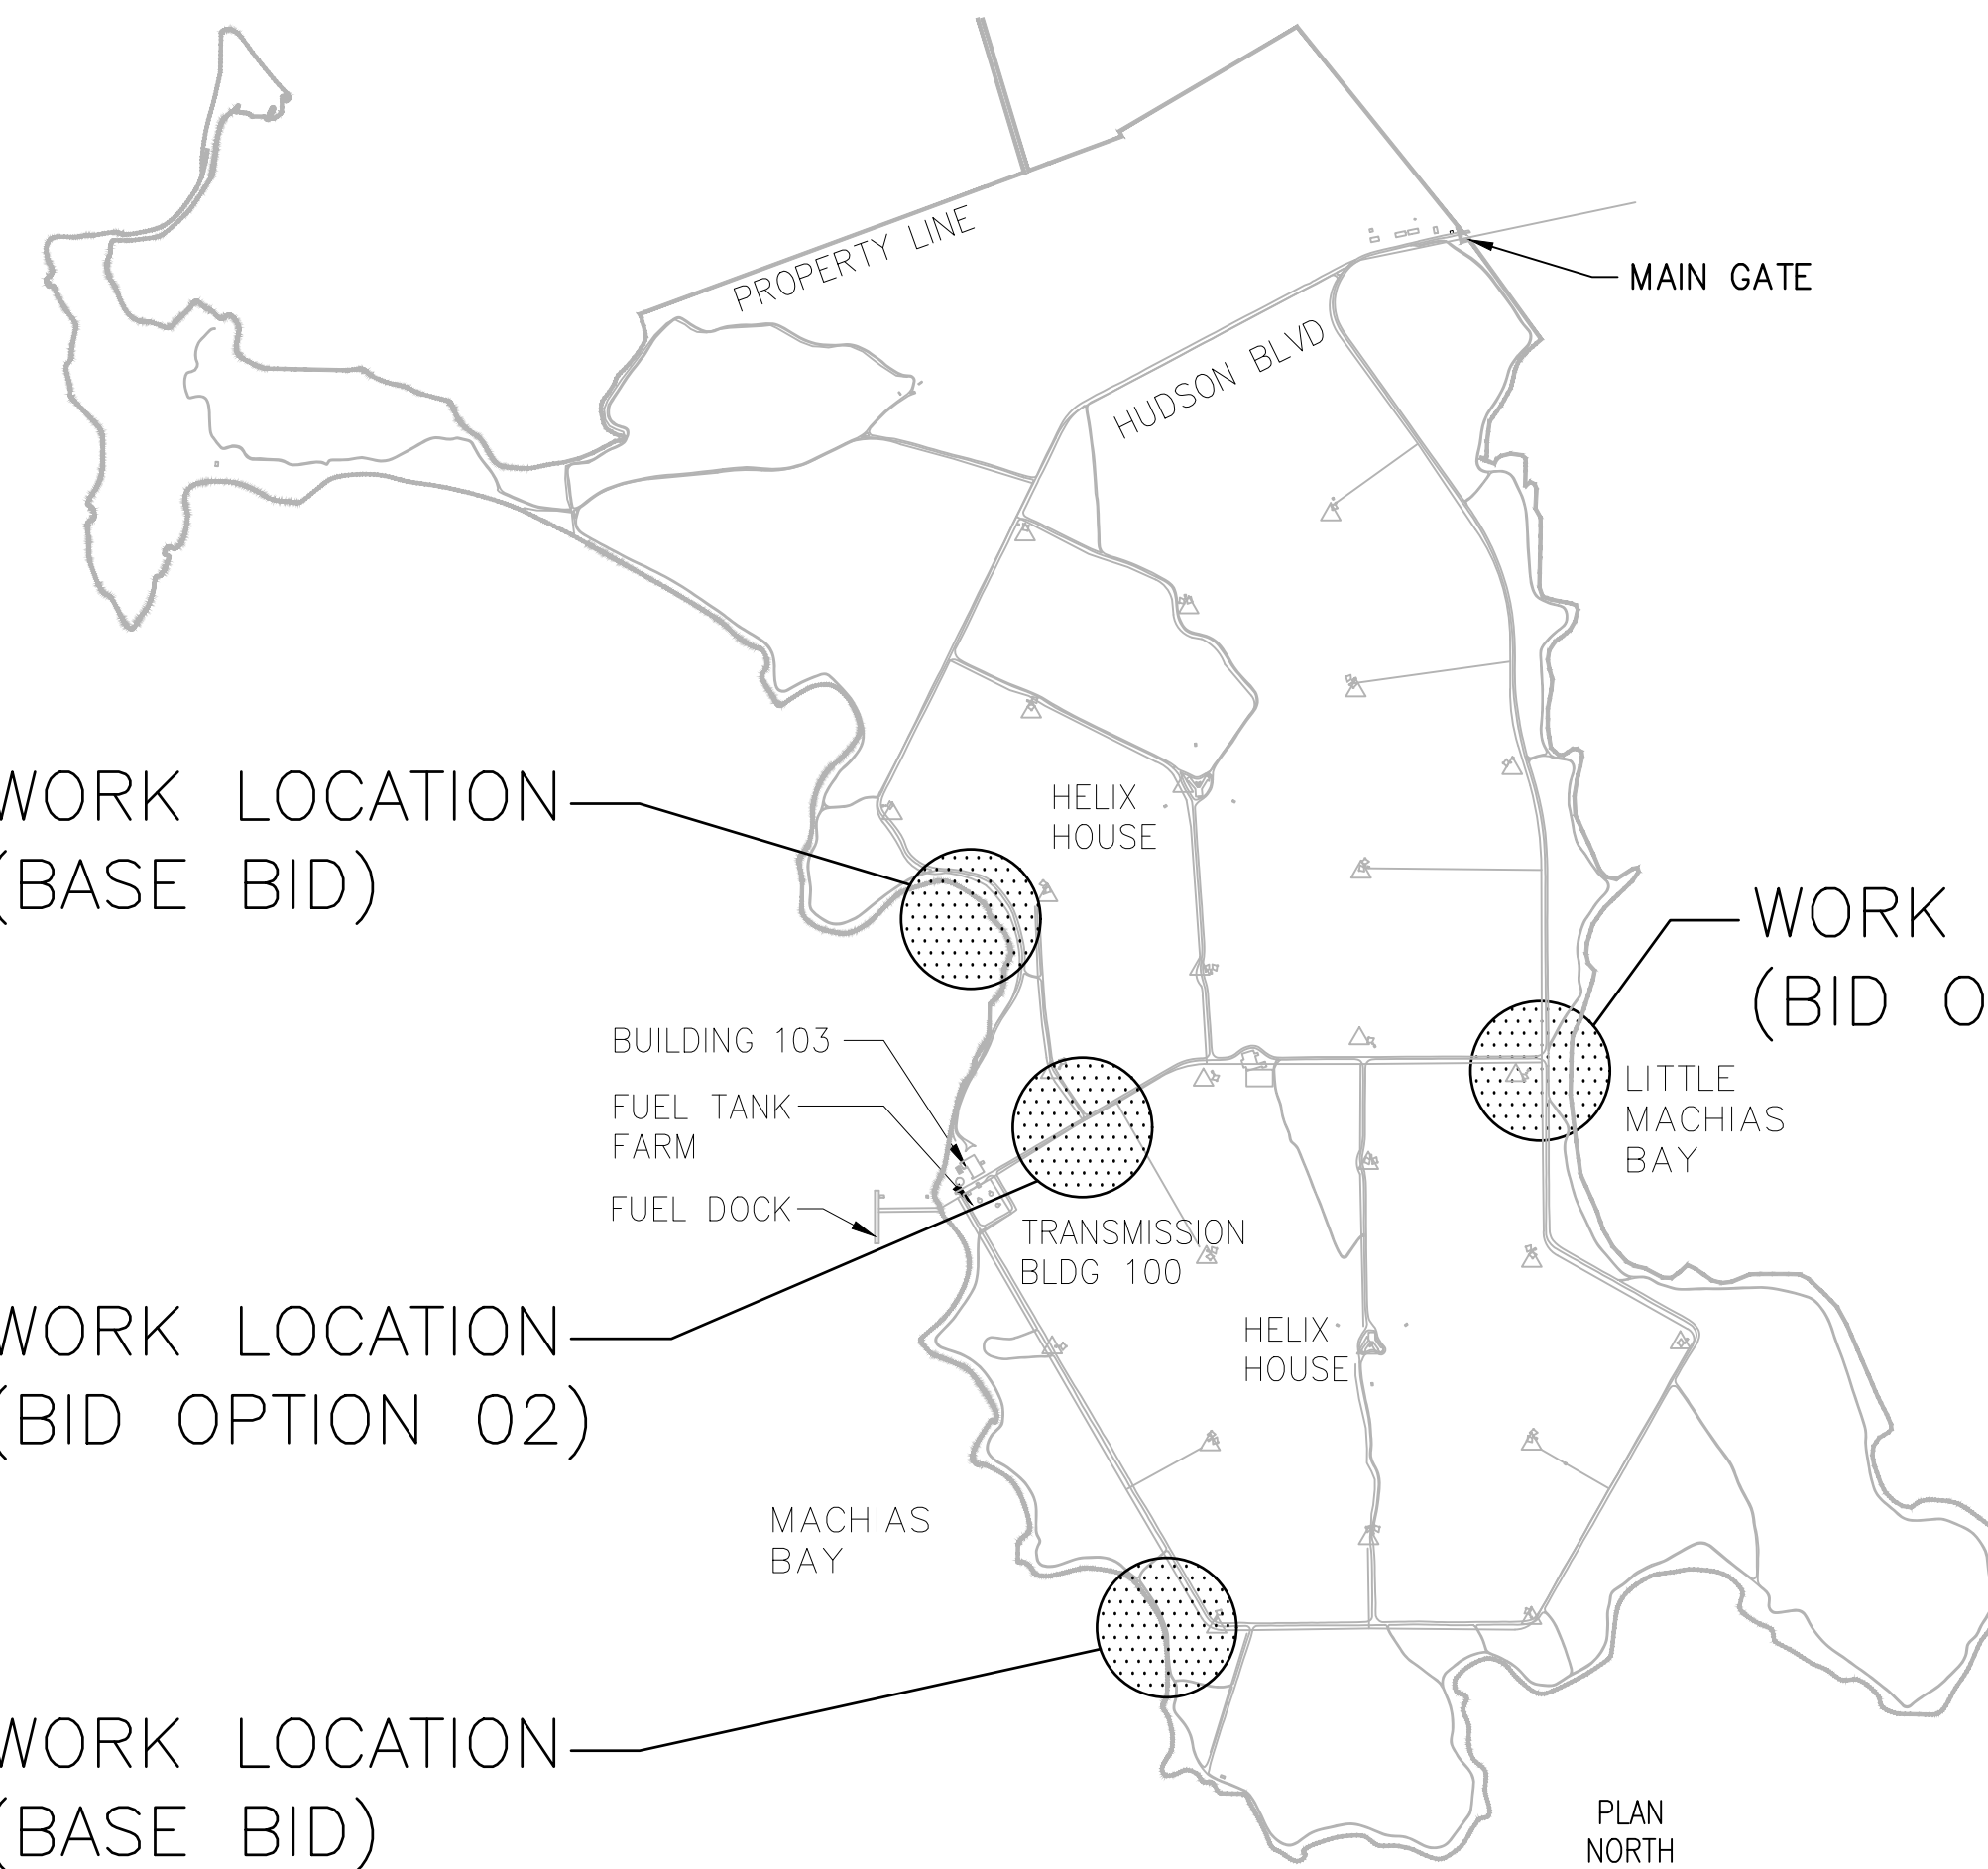 PROPERTY LINE
MAIN GATE
HUDSON BLVD
WORK LOCATION
(BASE BID)
HELIX
HOUSE
WORK
(BID O
BUILDING 103
FUEL TANK
FARM
FUEL DOCK
LITTLE
MACHIAS
BAY
TRANSMISSION
BLDG 100
WORK LOCATION
(BID OPTION 02)
HELIX
HOUSE
MACHIAS
BAY
WORK LOCATION
(BASE BID)
PLAN
NORTH